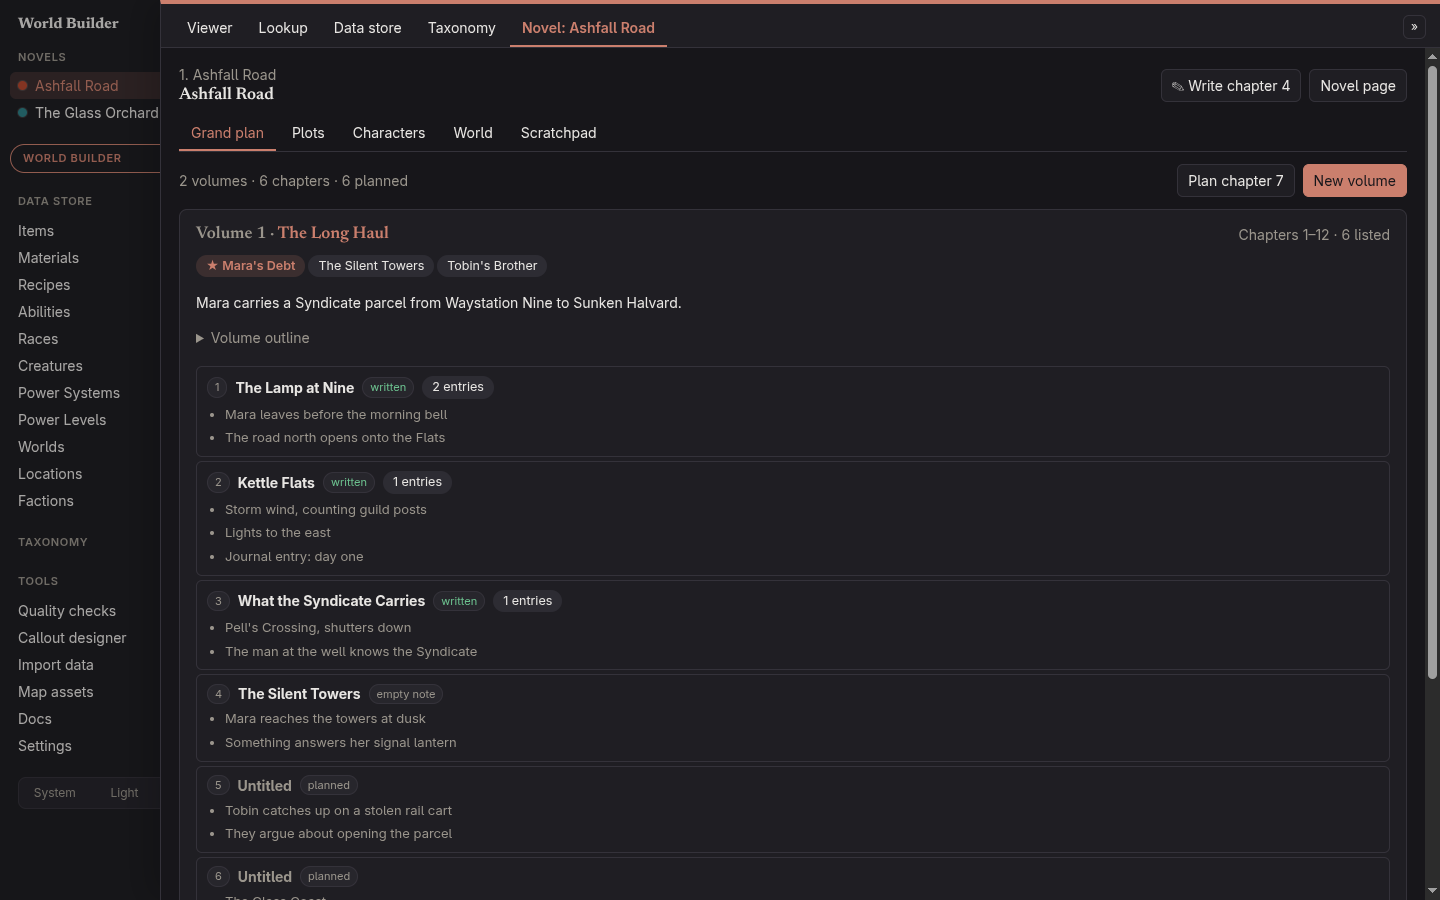 World Builder
NOVELS
Ashfall Road
The Glass Orchard
WORLD BUILDER
DATA STORE
Items
Materials
Recipes
Abilities
Races
Creatures
Power Systems
Power Levels
Worlds
Locations
Factions
TAXONOMY
TOOLS
Quality checks
Callout designer
Import data
Map assets
Docs
Settings
System Light
Viewer Lookup Data store Taxonomy Novel: Ashfall Road »
1. Ashfall Road
Ashfall Road
✎ Write chapter 4 Novel page
Grand plan Plots Characters World Scratchpad
2 volumes · 6 chapters · 6 planned
Plan chapter 7 New volume
Volume 1 · The Long Haul
Chapters 1–12 · 6 listed
★ Mara's Debt The Silent Towers Tobin's Brother
Mara carries a Syndicate parcel from Waystation Nine to Sunken Halvard.
▶ Volume outline
1 The Lamp at Nine written 2 entries
• Mara leaves before the morning bell
• The road north opens onto the Flats
2 Kettle Flats written 1 entries
• Storm wind, counting guild posts
• Lights to the east
• Journal entry: day one
3 What the Syndicate Carries written 1 entries
• Pell's Crossing, shutters down
• The man at the well knows the Syndicate
4 The Silent Towers empty note
• Mara reaches the towers at dusk
• Something answers her signal lantern
5 Untitled planned
• Tobin catches up on a stolen rail cart
• They argue about opening the parcel
6 Untitled planned